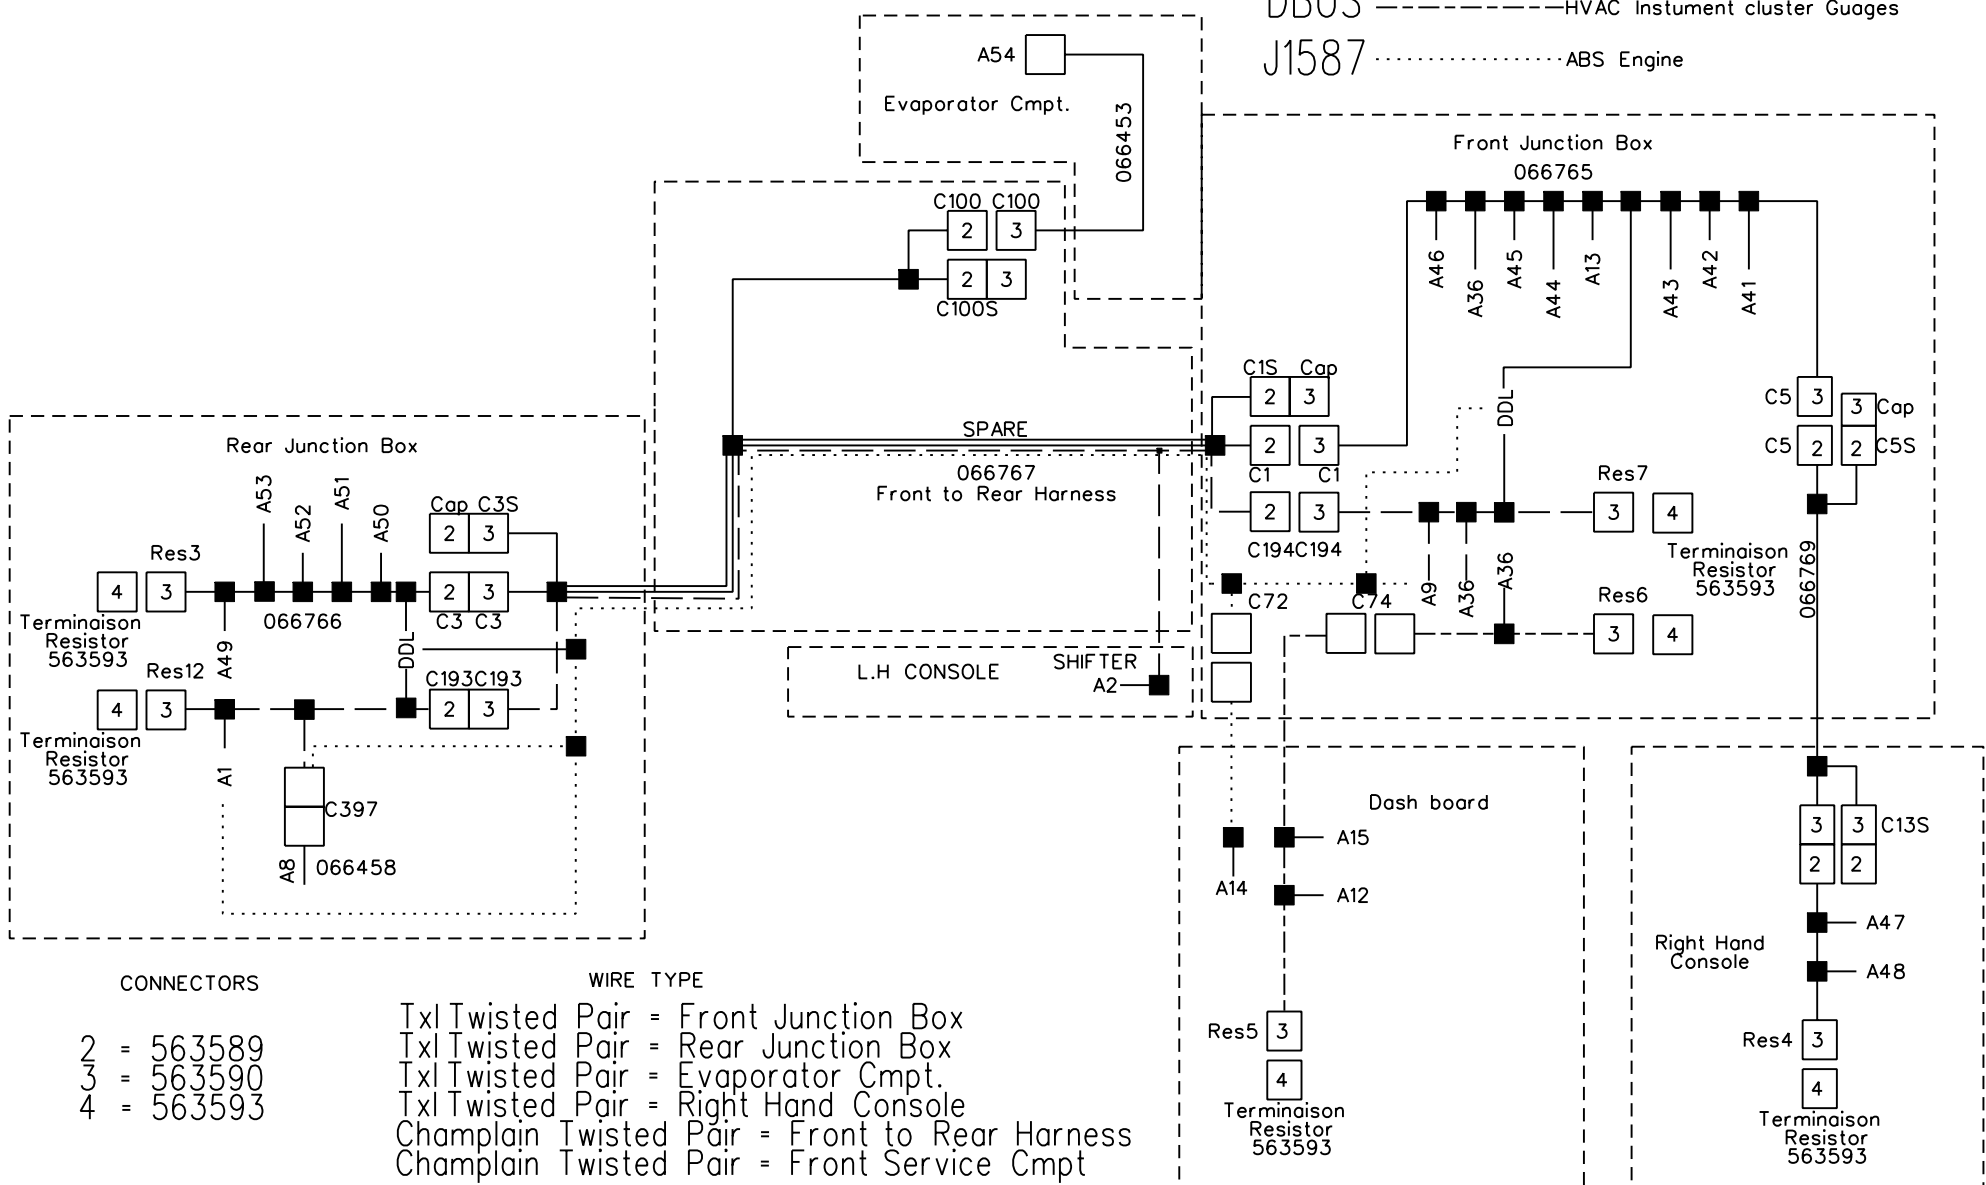 DBUS HVAC Instument cluster Guages
J1587 ABS Engine
A54
Evaporator Cmpt.
066453
Front Junction Box
066765
C100 C100
2 3
2 3
C100S
A46
A36
A45
A44
A13
A43
A42
A41
C1S Cap
2 3
SPARE
2 3
C1 C1
066767
Front to Rear Harness
2 3
C194 C194
DDL
C5 3
3 Cap
C5 2
2 C5S
Res7
3 4
Terminaison
Resistor
563593
066769
A9
A36
A36
Res6
3 4
C72
C74
Rear Junction Box
A53
A52
A51
A50
Cap C3S
2 3
Res3
4 3
066766
2 3
C3 C3
Terminaison
Resistor
563593
A49
DDL
Res12
C193 C193
4 3
2 3
Terminaison
Resistor
563593
A1
C397
A8
066458
L.H CONSOLE
SHIFTER
A2
Dash board
A15
A14
A12
Res5 3
4
Terminaison
Resistor
563593
3 3 C13S
2 2
A47
Right Hand
Console
A48
Res4 3
4
Terminaison
Resistor
563593
CONNECTORS
2 = 563589
3 = 563590
4 = 563593
WIRE TYPE
Txl Twisted Pair = Front Junction Box
Txl Twisted Pair = Rear Junction Box
Txl Twisted Pair = Evaporator Cmpt.
Txl Twisted Pair = Right Hand Console
Champlain Twisted Pair = Front to Rear Harness
Champlain Twisted Pair = Front Service Cmpt